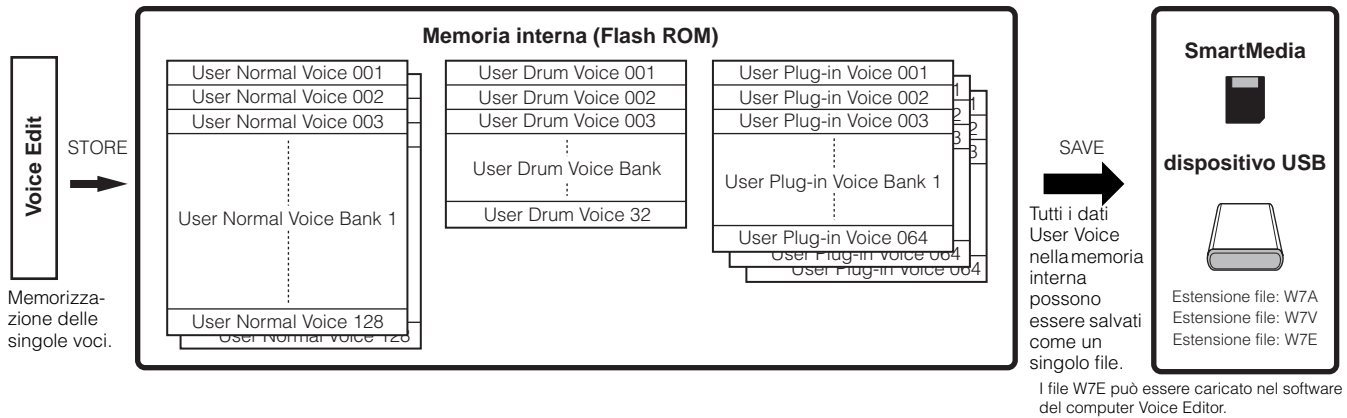 Voice Edit
Memorizza-
zione delle
singole voci.
STORE
Memoria interna (Flash ROM)
User Normal Voice 001
User Normal Voice 002
User Normal Voice 003
User Normal Voice Bank 1
User Normal Voice 128
User Normal Voice 128
User Drum Voice 001
User Drum Voice 002
User Drum Voice 003
User Drum Voice Bank
User Drum Voice 32
User Plug-in Voice 001
1
1
User Plug-in Voice 002
2
2
User Plug-in Voice 003
3
3
User Plug-in Voice Bank 1
User Plug-in Voice 064
User Plug-in Voice 064
User Plug-in Voice 064
SAVE
Tutti i dati
User Voice
nella memoria
interna
possono
essere salvati
come un
singolo file.
SmartMedia
dispositivo USB
Estensione file: W7A
Estensione file: W7V
Estensione file: W7E
I file W7E può essere caricato nel software
del computer Voice Editor.